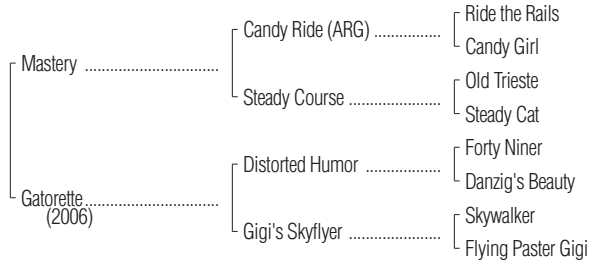 Ride the Rails
Candy Ride (ARG) ................
Candy Girl
Mastery .................................
Old Trieste
Steady Course ......................
Steady Cat
Forty Niner
Distorted Humor ..................
Danzig's Beauty
Gatorette.................................
(2006)
Skywalker
Gigi's Skyflyer ......................
Flying Paster Gigi